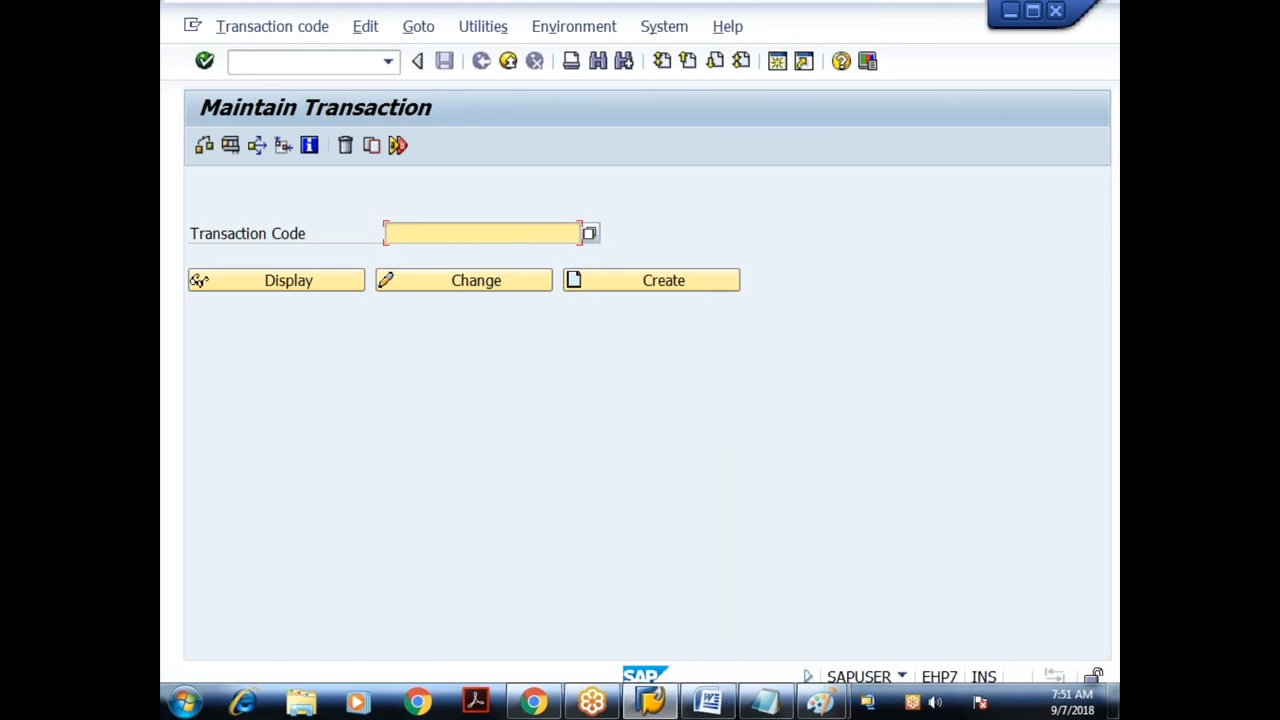 Transaction code Edit Goto Utilities Environment System Help
Maintain Transaction
Transaction Code
Display Change Create
SAP SAPUSER EHP7 INS
7:51 AM
9/7/2018